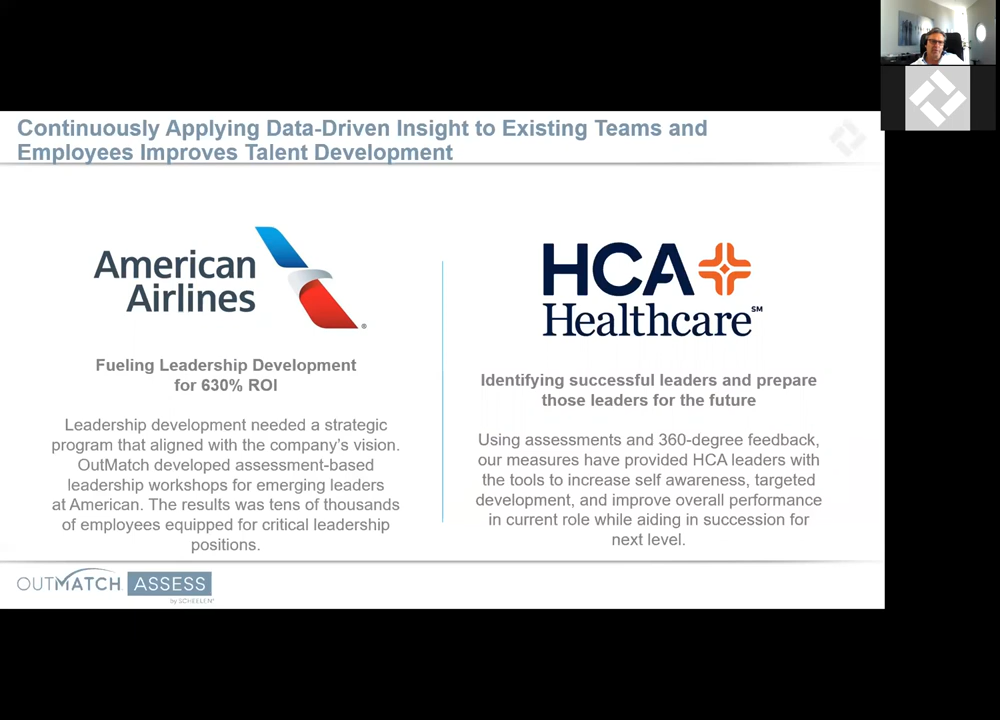 Continuously Applying Data-Driven Insight to Existing Teams and
Employees Improves Talent Development
American
Airlines
®
Fueling Leadership Development
for 630% ROI
Leadership development needed a strategic
program that aligned with the company's vision.
OutMatch developed assessment-based
leadership workshops for emerging leaders
at American. The results was tens of thousands
of employees equipped for critical leadership
positions.
HCA
Healthcare℠
Identifying successful leaders and prepare
those leaders for the future
Using assessments and 360-degree feedback,
our measures have provided HCA leaders with
the tools to increase self awareness, targeted
development, and improve overall performance
in current role while aiding in succession for
next level.
OUTMATCH ASSESS
by SCHEELEN®